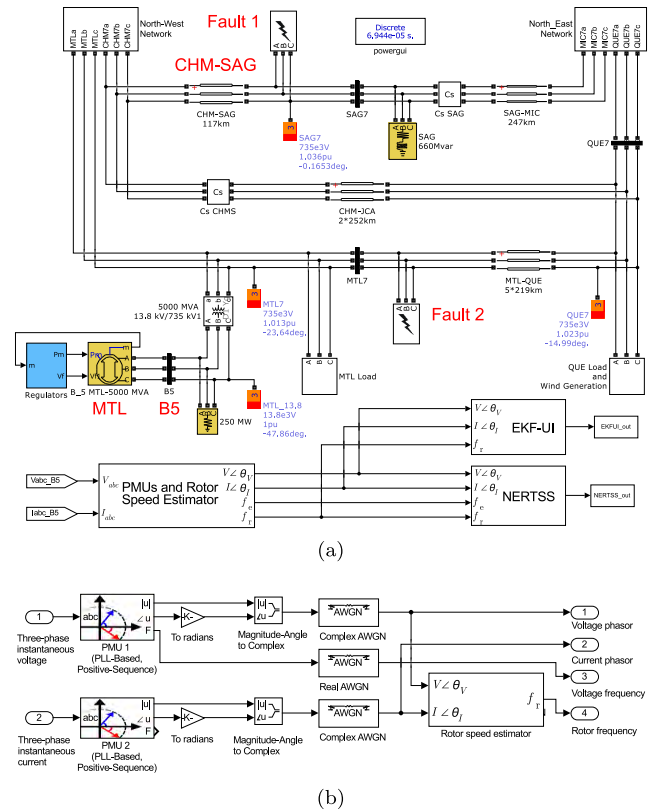 North-West
Network
MTLa
MTLb
MTLc
CHM7a
CHM7b
CHM7c
Fault 1
A B C
Discrete
6,944e-05 s.
powergui
North_East
Network
MIC7a
MIC7b
MIC7c
QUE7a
QUE7b
QUE7c
CHM-SAG
CHM-SAG
117km
SAG7
Cs
Cs SAG
SAG-MIC
247km
3
SAG7
735e3V
1.036pu
-0.1653deg.
A B C
SAG
660Mvar
QUE7
Cs
Cs CHMS
CHM-JCA
2*252km
MTL7
MTL-QUE
5*219km
5000 MVA
13.8 kV/735 kV1
3
MTL7
735e3V
1.013pu
-23.64deg.
A B C
Fault 2
3
QUE7
735e3V
1.023pu
-14.99deg.
m
Pm
Vf
Regulators
Pm
Vf
m
A
B
C
B_5 MTL-5000 MVA
MTL
B5
B5
A B C
250 MW
3
MTL_13.8
13.8e3V
1pu
-47.86deg.
A B C
MTL Load
A B C
QUE Load
and
Wind Generation
Vabc_B5
Iabc_B5
Vabc
Iabc
PMUs and Rotor
Speed Estimator
V∠θV
I∠θI
fe
fr
V∠θV
I∠θI
fr
EKF-UI
EKFUI_out
V∠θV
I∠θI
fe
fr
NERTSS
NERTSS_out
(a)
1
Three-phase
instantaneous
voltage
abc
|u|
∠u
F
PMU 1
(PLL-Based,
Positive-Sequence)
-K-
To radians
|u|
∠u
Magnitude-Angle
to Complex
AWGN
Complex AWGN
1
Voltage phasor
2
Current phasor
AWGN
Real AWGN
3
Voltage frequency
2
Three-phase
instantaneous
current
abc
|u|
∠u
F
PMU 2
(PLL-Based,
Positive-Sequence)
-K-
To radians
|u|
∠u
Magnitude-Angle
to Complex
AWGN
Complex AWGN
V∠θV
I∠θI
fr
Rotor speed estimator
4
Rotor frequency
(b)